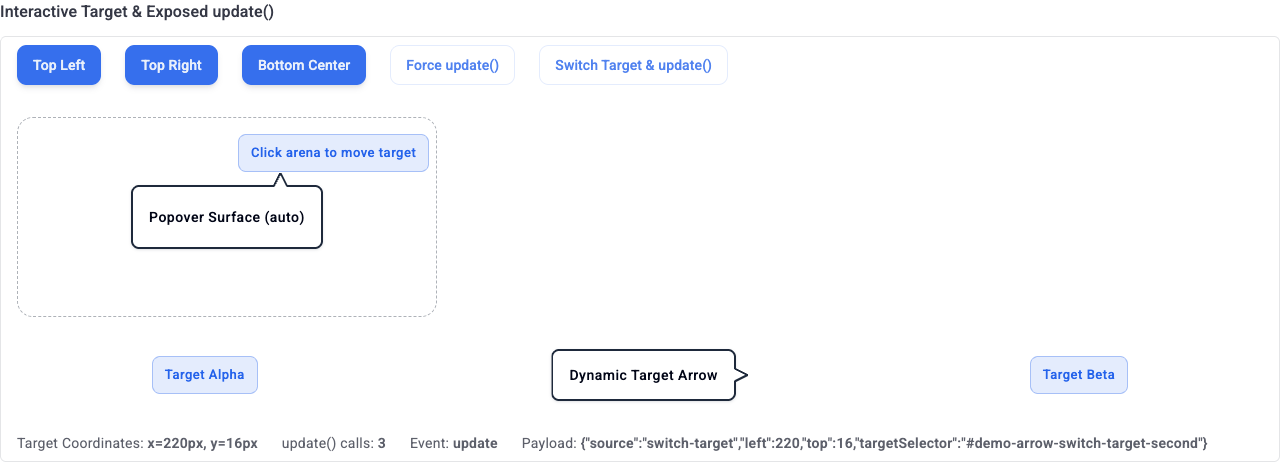 Interactive Target & Exposed update()
Top Left Top Right Bottom Center Force update() Switch Target & update()
Click arena to move target
Popover Surface (auto)
Target Alpha Dynamic Target Arrow Target Beta
Target Coordinates: x=220px, y=16px update() calls: 3 Event: update Payload: {"source":"switch-target","left":220,"top":16,"targetSelector":"#demo-arrow-switch-target-second"}